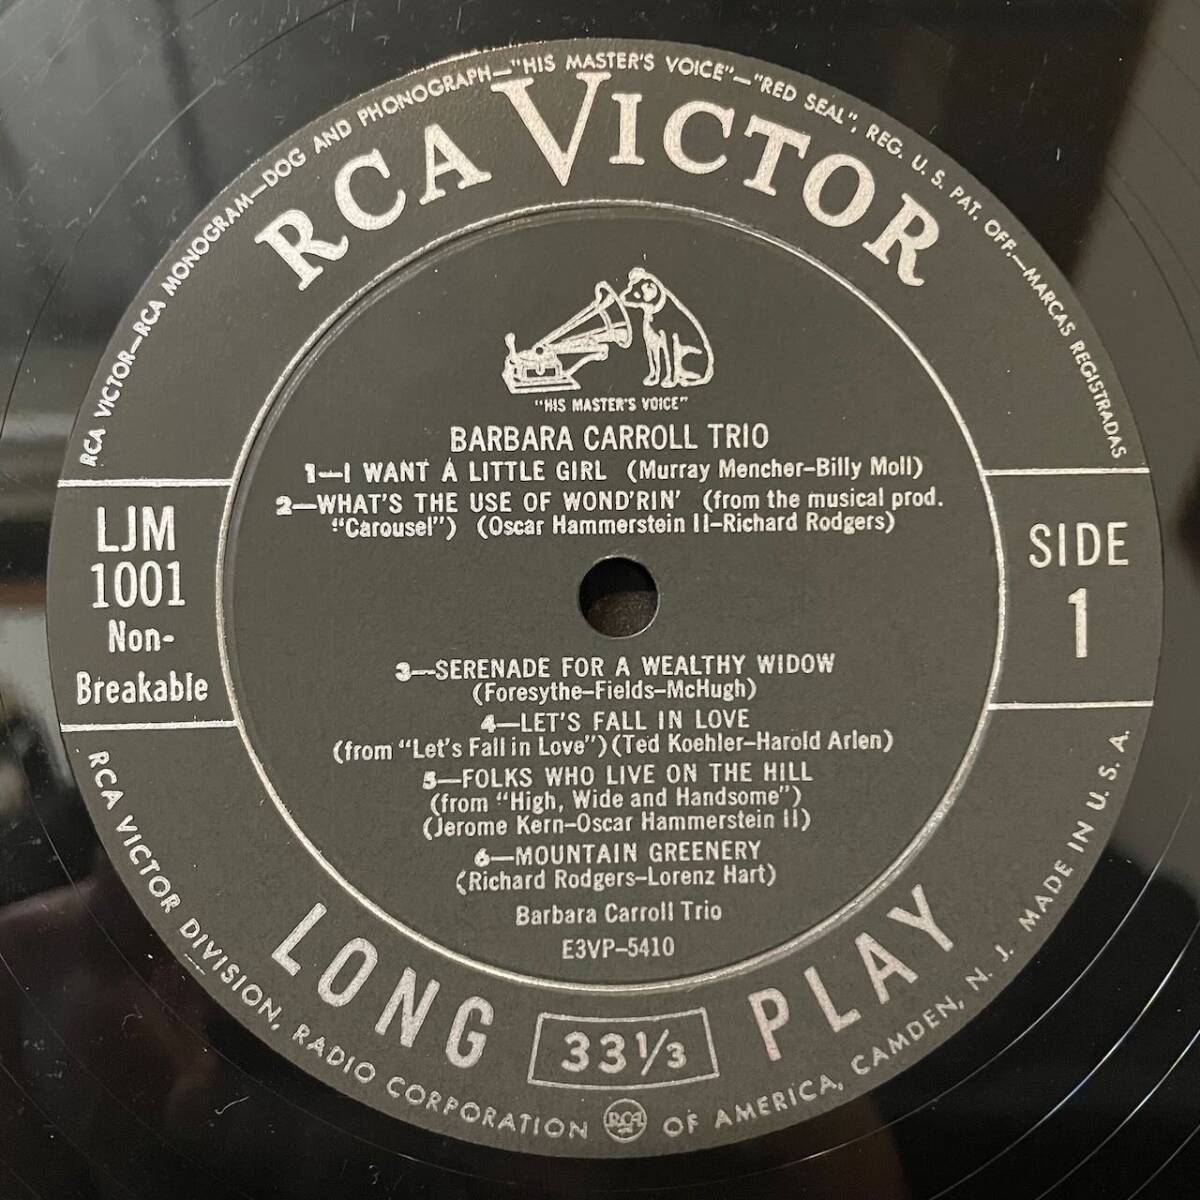 RCA VICTOR—RCA MONOGRAM—DOG AND PHONOGRAPH—"HIS MASTER'S VOICE"—"RED SEAL", REG. U. S. PAT. OFF.—MARCAS REGISTRADAS
RCA VICTOR
"HIS MASTER'S VOICE"
BARBARA CARROLL TRIO
1—I WANT A LITTLE GIRL (Murray Mencher-Billy Moll)
2—WHAT'S THE USE OF WOND'RIN' (from the musical prod.
"Carousel") (Oscar Hammerstein II-Richard Rodgers)
LJM
1001
Non-
Breakable
SIDE
1
3—SERENADE FOR A WEALTHY WIDOW
(Foresythe-Fields-McHugh)
4—LET'S FALL IN LOVE
(from "Let's Fall in Love") (Ted Koehler-Harold Arlen)
5—FOLKS WHO LIVE ON THE HILL
(from "High, Wide and Handsome")
(Jerome Kern-Oscar Hammerstein II)
6—MOUNTAIN GREENERY
(Richard Rodgers-Lorenz Hart)
Barbara Carroll Trio
E3VP-5410
LONG 33 1/3 PLAY
RCA VICTOR DIVISION, RADIO CORPORATION RCA OF AMERICA, CAMDEN, N. J. MADE IN U. S. A.